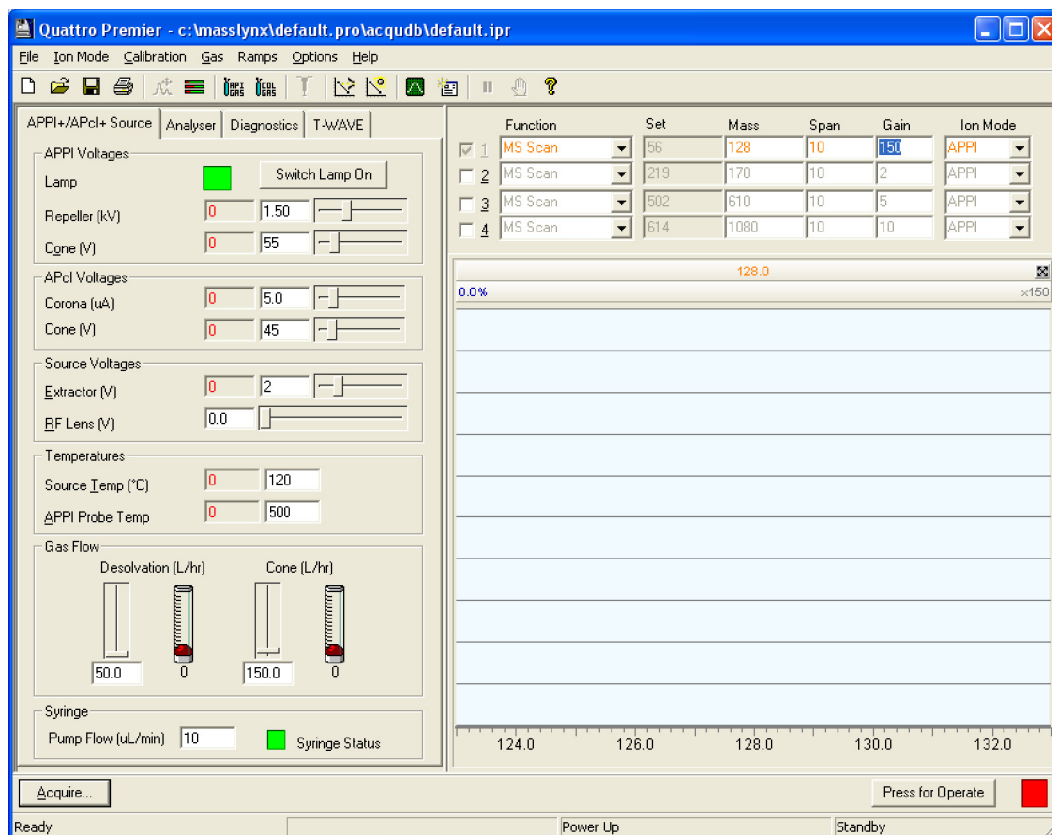 Quattro Premier - c:\masslynx\default.pro\acqudb\default.ipr
File Ion Mode Calibration Gas Ramps Options Help
APPI+/APcI+ Source Analyser Diagnostics T-WAVE
APPI Voltages
Lamp Switch Lamp On
Repeller (kV) 0 1.50
Cone (V) 0 55
APcI Voltages
Corona (uA) 0 5.0
Cone (V) 0 45
Source Voltages
Extractor (V) 0 2
RF Lens (V) 0.0
Temperatures
Source Temp (°C) 0 120
APPI Probe Temp 0 500
Gas Flow
Desolvation (L/hr) Cone (L/hr)
50.0 0 150.0 0
Syringe
Pump Flow (uL/min) 10 Syringe Status
Function Set Mass Span Gain Ion Mode
1 MS Scan 56 128 10 150 APPI
2 MS Scan 219 170 10 2 APPI
3 MS Scan 502 610 10 5 APPI
4 MS Scan 614 1080 10 10 APPI
128.0
0.0% x150
124.0 126.0 128.0 130.0 132.0
Acquire... Press for Operate
Ready Power Up Standby